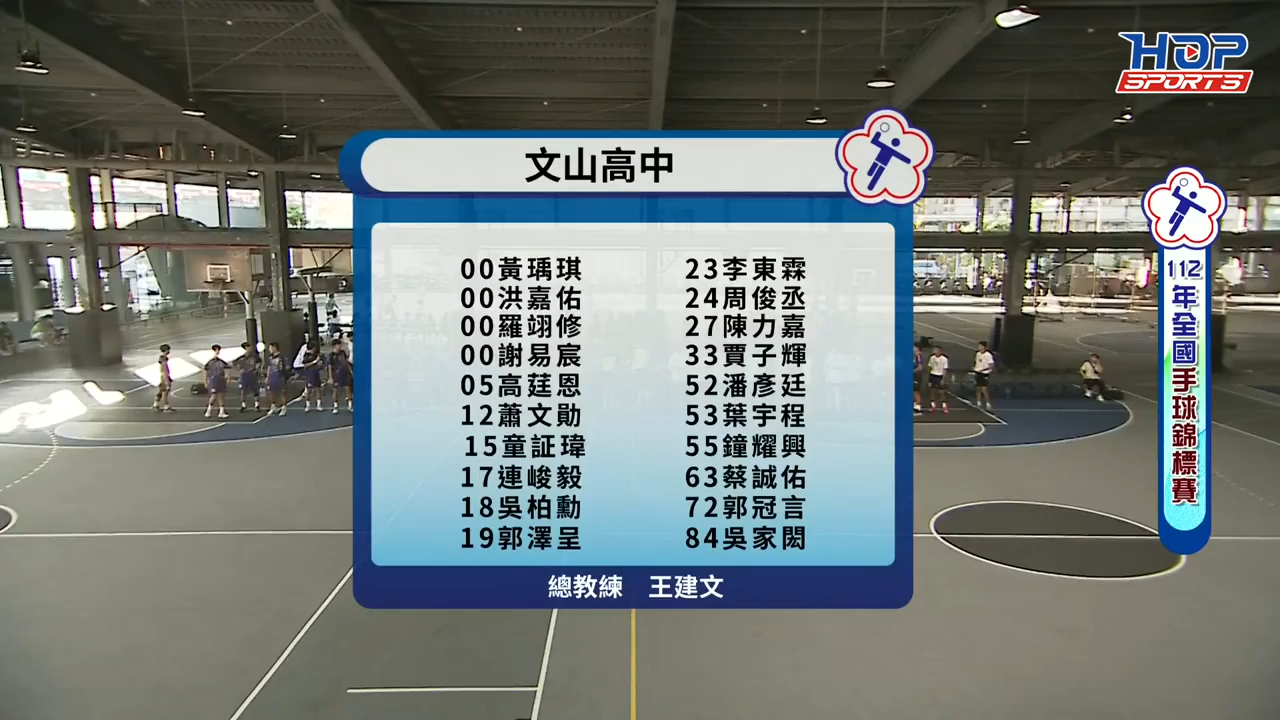 HOP
SPORTS
文山高中
00黃瑀琪
00洪嘉佑
00羅翊修
00謝易宸
05高莛恩
12蕭文勛
15童証瑋
17連峻毅
18吳柏勳
19郭澤呈
23李東霖
24周俊丞
27陳力嘉
33賈子輝
52潘彥廷
53葉宇程
55鐘耀興
63蔡誠佑
72郭冠言
84吳家閎
總教練 王建文
112年全國手球錦標賽